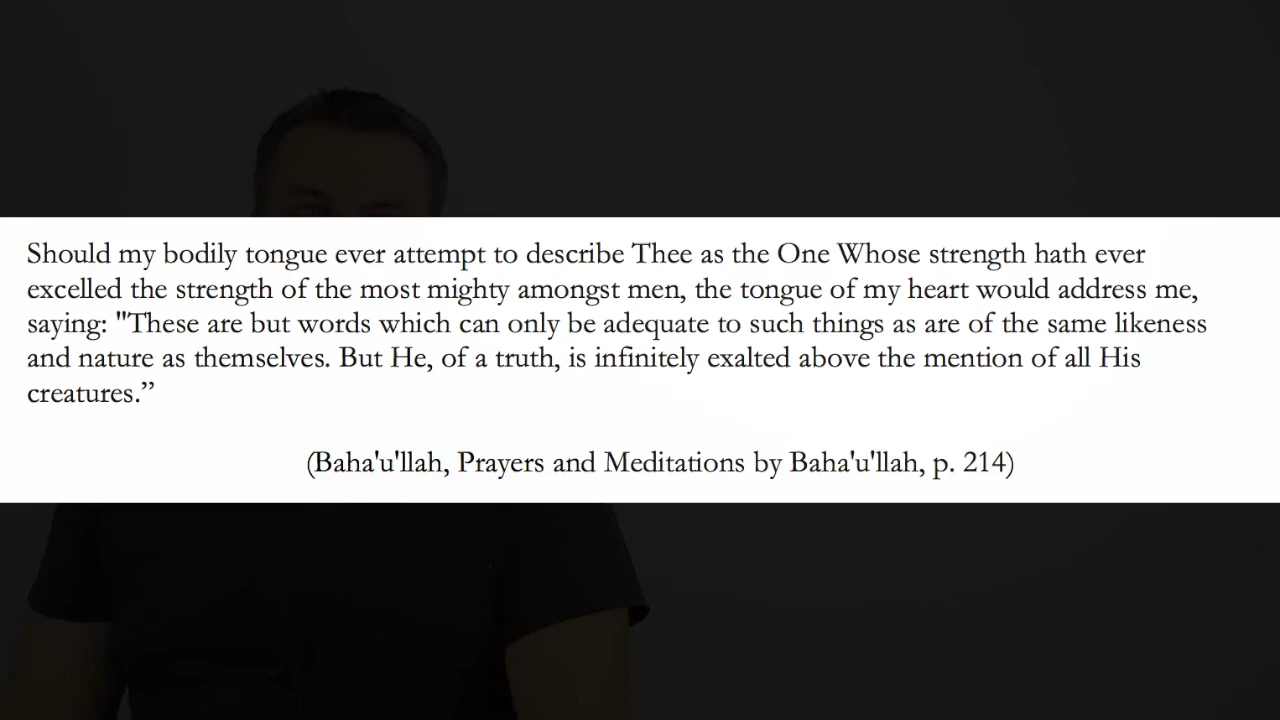 Should my bodily tongue ever attempt to describe Thee as the One Whose strength hath ever
excelled the strength of the most mighty amongst men, the tongue of my heart would address me,
saying: "These are but words which can only be adequate to such things as are of the same likeness
and nature as themselves. But He, of a truth, is infinitely exalted above the mention of all His
creatures.”
(Baha'u'llah, Prayers and Meditations by Baha'u'llah, p. 214)